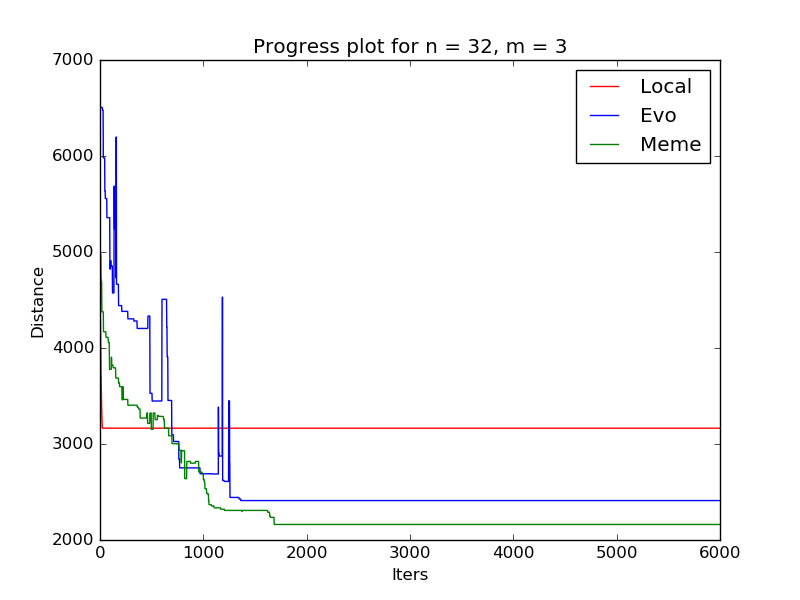 Progress plot for n = 32, m = 3
7000
6000
5000
4000
3000
2000
Distance
Local
Evo
Meme
0 1000 2000 3000 4000 5000 6000
Iters